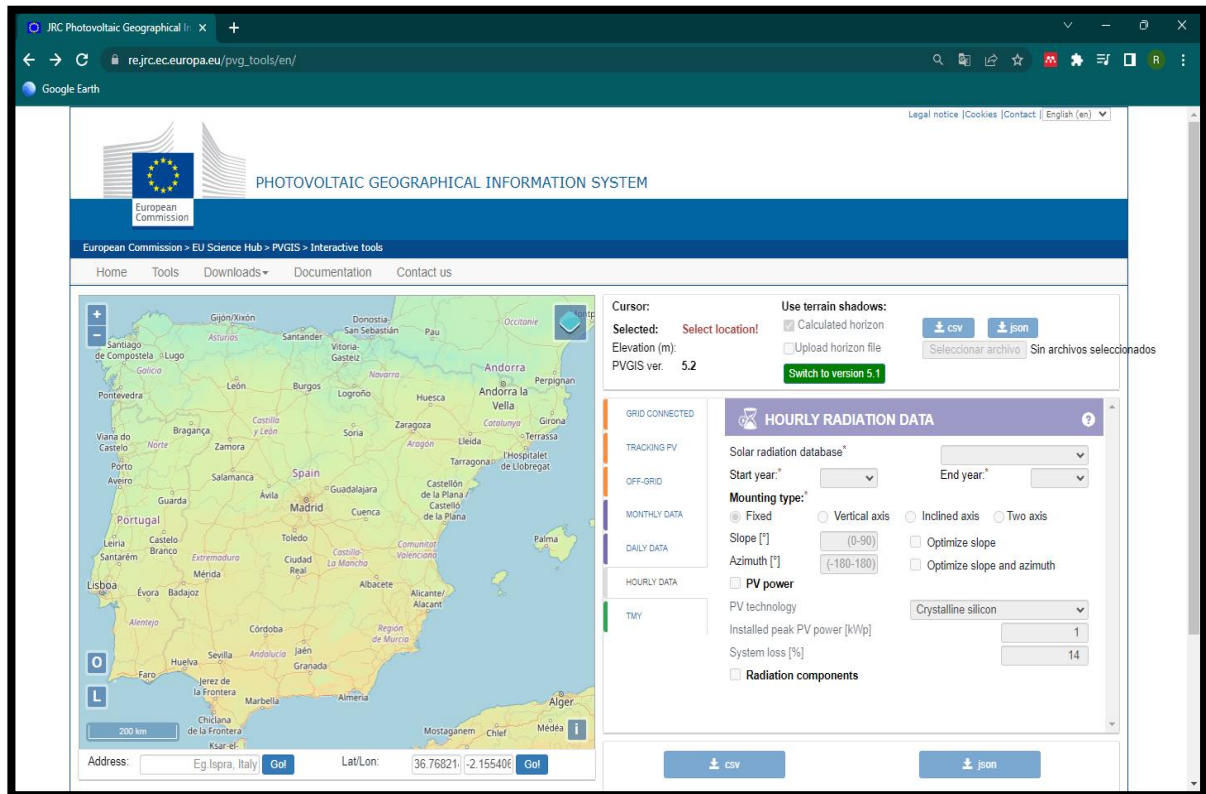 JRC Photovoltaic Geographical In
re.jrc.ec.europa.eu/pvg_tools/en/
R
Google Earth
Legal notice |Cookies |Contact | English (en)
PHOTOVOLTAIC GEOGRAPHICAL INFORMATION SYSTEM
European
Commission
European Commission > EU Science Hub > PVGIS > Interactive tools
Home Tools Downloads Documentation Contact us
+
−
Gijón/Xixón
Asturias
Santander
Donostia-
San Sebastián
Pau
Occitanie
Santiago
de Compostela
Lugo
Galicia
Vitoria-
Gasteiz
Navarra
Andorra
Perpignan
Pontevedra
León
Burgos
Logroño
Huesca
Andorra la
Vella
Viana do
Castelo
Norte
Bragança
Castilla
y León
Zamora
Soria
Zaragoza
Aragón
Catalunya
Girona
Lleida
Terrassa
l'Hospitalet
de Llobregat
Tarragona
Porto
Aveiro
Salamanca
Spain
Guarda
Ávila
Guadalajara
Madrid
Cuenca
Castellón
de la Plana /
Castelló
de la Plana
Portugal
Leiria
Castelo
Branco
Santarém
Toledo
Extremadura
Ciudad
Real
Castilla-
La Mancha
Comunitat
Valenciana
Palma
Mérida
Lisboa
Évora
Badajoz
Albacete
Alicante/
Alacant
Alentejo
Córdoba
Región
de Murcia
Huelva
Sevilla
Andalucía
Jaén
Granada
Faro
Jerez de
la Frontera
Marbella
Almería
Alger
Chiclana
de la Frontera
Mostaganem
Chlef
Médéa
Ksar-el-
O
L
200 km
i
Address: Eg.Ispra, Italy Go! Lat/Lon: 36.76821 -2.155406 Go!
Cursor:
Selected: Select location!
Elevation (m):
PVGIS ver. 5.2
Use terrain shadows:
Calculated horizon
Upload horizon file
Switch to version 5.1
csv json
Seleccionar archivo Sin archivos seleccionados
GRID CONNECTED
TRACKING PV
OFF-GRID
MONTHLY DATA
DAILY DATA
HOURLY DATA
TMY
HOURLY RADIATION DATA ?
Solar radiation database*
Start year:* End year:*
Mounting type:*
Fixed Vertical axis Inclined axis Two axis
Slope [°] (0-90) Optimize slope
Azimuth [°] (-180-180) Optimize slope and azimuth
PV power
PV technology Crystalline silicon
Installed peak PV power [kWp] 1
System loss [%] 14
Radiation components
csv json